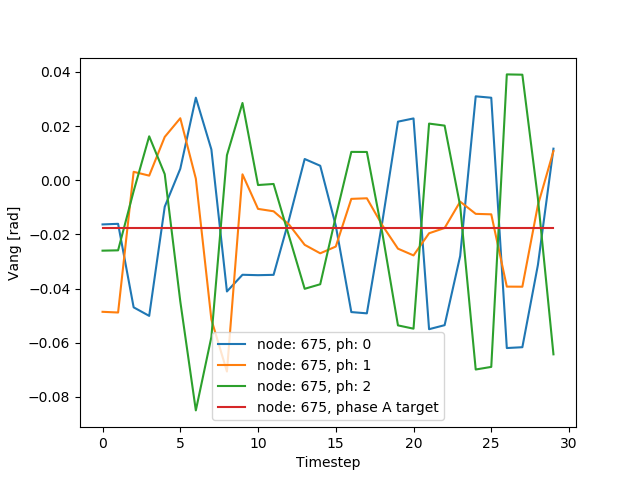 0.04
0.02
0.00
−0.02
−0.04
−0.06
−0.08
Vang [rad]
node: 675, ph: 0
node: 675, ph: 1
node: 675, ph: 2
node: 675, phase A target
0 5 10 15 20 25 30
Timestep